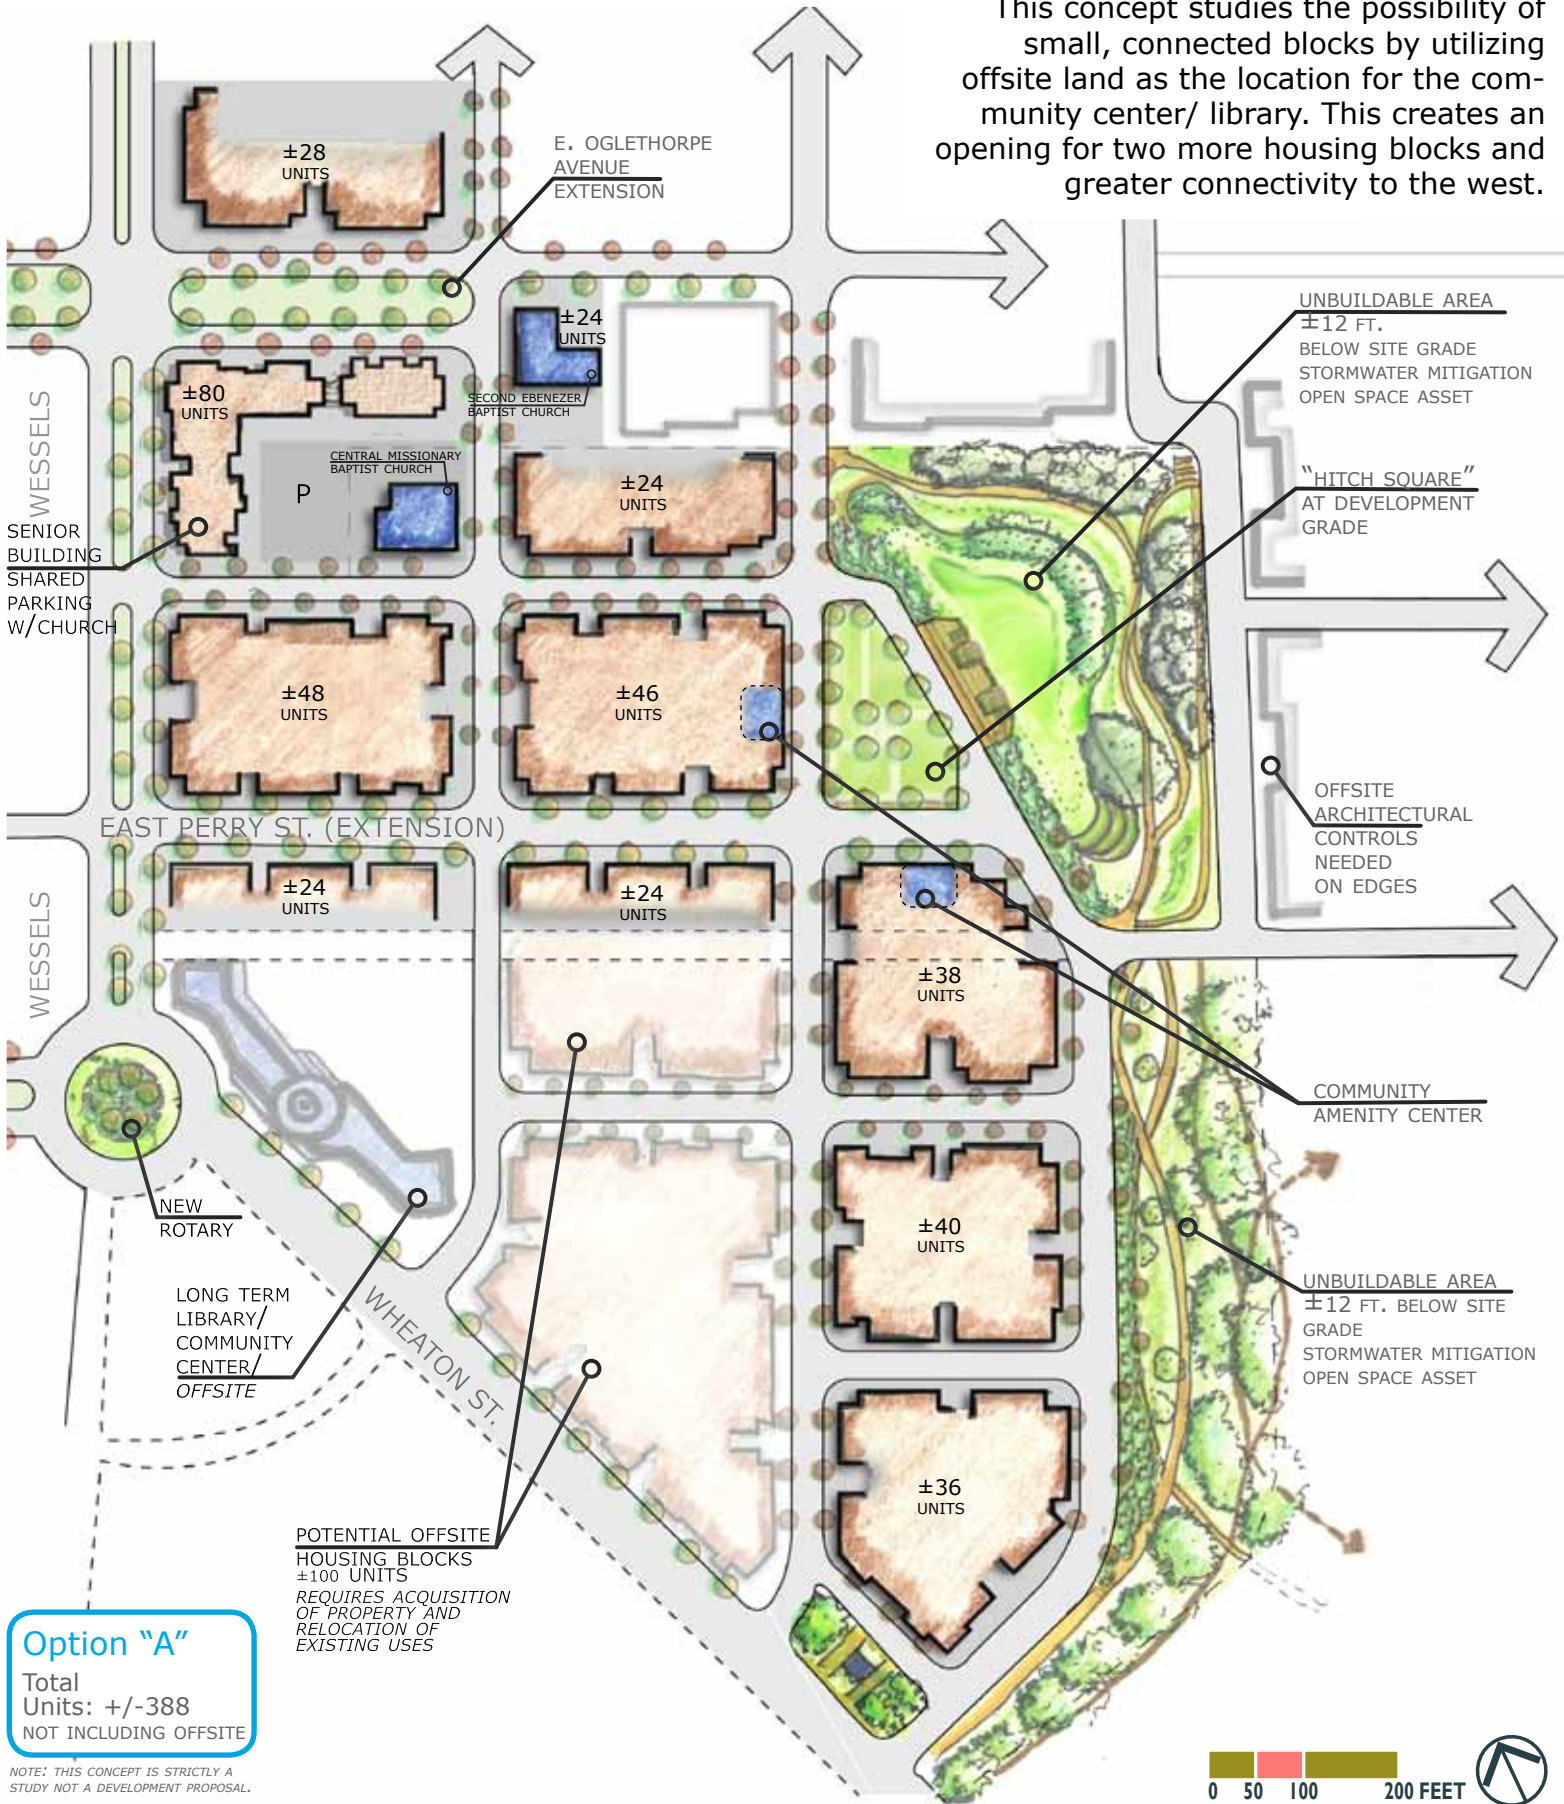 This concept studies the possibility of
small, connected blocks by utilizing
offsite land as the location for the com-
munity center/ library. This creates an
opening for two more housing blocks and
greater connectivity to the west.
±28
UNITS
E. OGLETHORPE
AVENUE
EXTENSION
±24
UNITS
SECOND EBENEZER
BAPTIST CHURCH
±80
UNITS
CENTRAL MISSIONARY
BAPTIST CHURCH
P
±24
UNITS
UNBUILDABLE AREA
±12 FT.
BELOW SITE GRADE
STORMWATER MITIGATION
OPEN SPACE ASSET
"HITCH SQUARE"
AT DEVELOPMENT
GRADE
WESSELS
SENIOR
BUILDING
SHARED
PARKING
W/CHURCH
±48
UNITS
±46
UNITS
OFFSITE
ARCHITECTURAL
CONTROLS
NEEDED
ON EDGES
EAST PERRY ST. (EXTENSION)
WESSELS
±24
UNITS
±24
UNITS
±38
UNITS
COMMUNITY
AMENITY CENTER
NEW
ROTARY
±40
UNITS
LONG TERM
LIBRARY/
COMMUNITY
CENTER/
OFFSITE
WHEATON ST.
UNBUILDABLE AREA
±12 FT. BELOW SITE
GRADE
STORMWATER MITIGATION
OPEN SPACE ASSET
±36
UNITS
POTENTIAL OFFSITE
HOUSING BLOCKS
±100 UNITS
REQUIRES ACQUISITION
OF PROPERTY AND
RELOCATION OF
EXISTING USES
Option "A"
Total
Units: +/-388
NOT INCLUDING OFFSITE
NOTE: THIS CONCEPT IS STRICTLY A
STUDY NOT A DEVELOPMENT PROPOSAL.
0 50 100 200 FEET